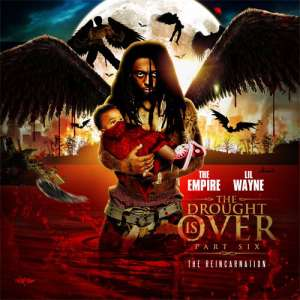 THE EMPIRE
LIL WAYNE
THE
DROUGHT
IS OVER
PART SIX
THE REINCARNATION